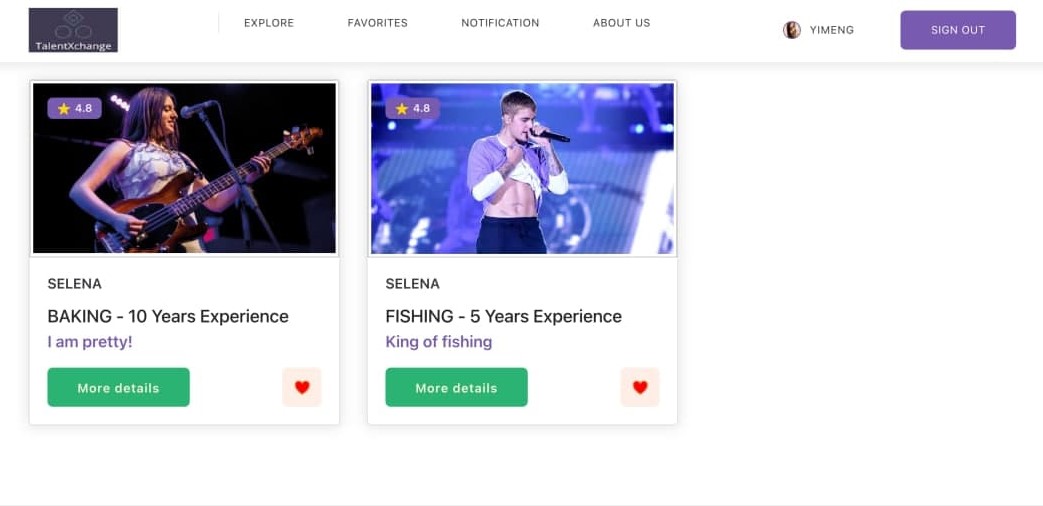 TalentXchange
EXPLORE
FAVORITES
NOTIFICATION
ABOUT US
YIMENG
SIGN OUT
4.8
SELENA
BAKING - 10 Years Experience
I am pretty!
More details
4.8
SELENA
FISHING - 5 Years Experience
King of fishing
More details